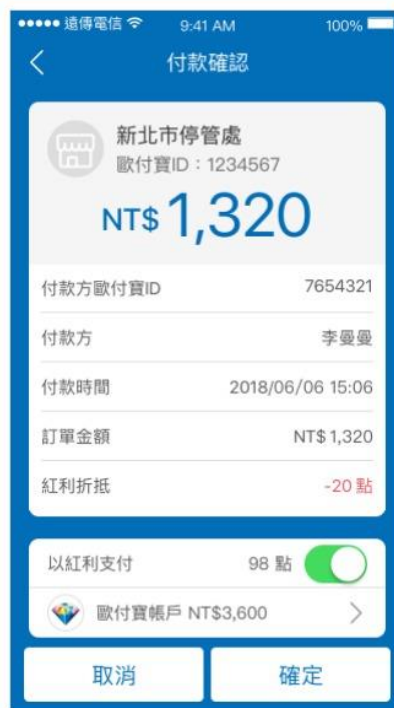 遠傳電信 9:41 AM 100%
付款確認
新北市停管處
歐付寶ID：1234567
NT$ 1,320
付款方歐付寶ID 7654321
付款方 李曼曼
付款時間 2018/06/06 15:06
訂單金額 NT$ 1,320
紅利折抵 -20 點
以紅利支付 98 點
歐付寶帳戶 NT$3,600
取消 確定